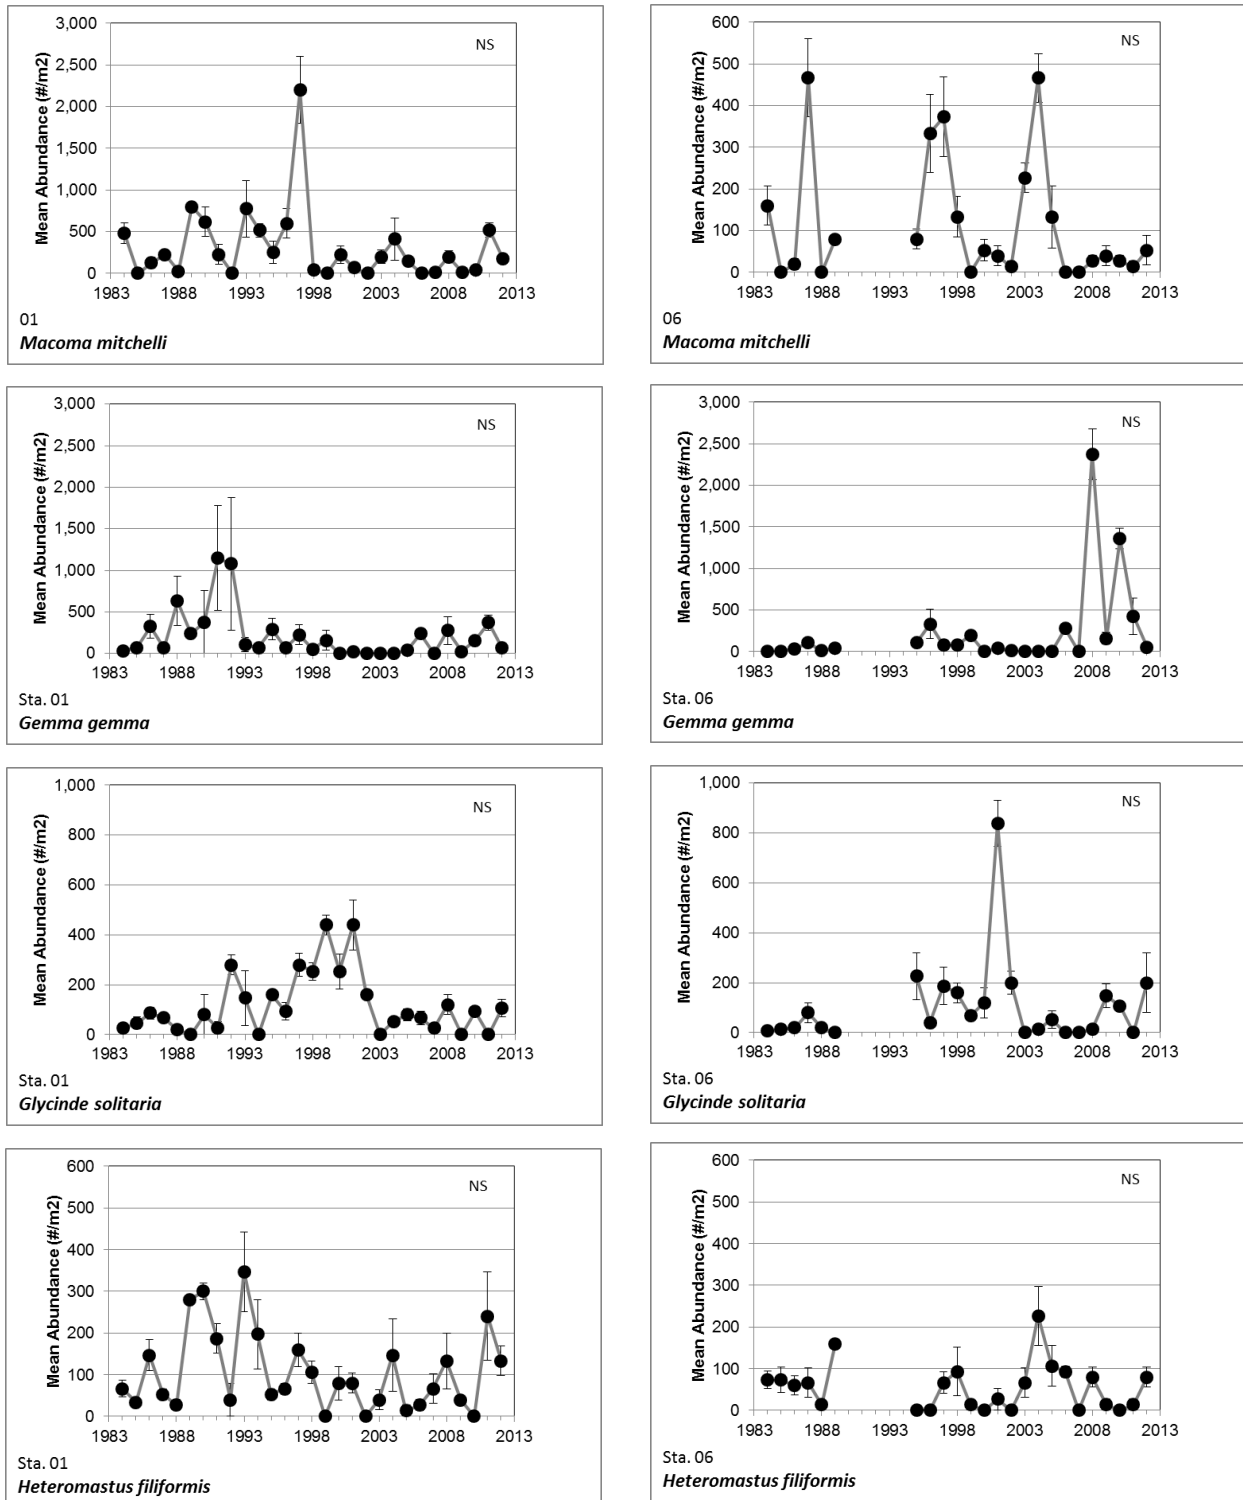 3,000
2,500
2,000
1,500
1,000
500
0
Mean Abundance (#/m2)
NS
1983 1988 1993 1998 2003 2008 2013
01
Macoma mitchelli
600
500
400
300
200
100
0
Mean Abundance (#/m2)
NS
1983 1988 1993 1998 2003 2008 2013
06
Macoma mitchelli
3,000
2,500
2,000
1,500
1,000
500
0
Mean Abundance (#/m2)
NS
1983 1988 1993 1998 2003 2008 2013
Sta. 01
Gemma gemma
3,000
2,500
2,000
1,500
1,000
500
0
Mean Abundance (#/m2)
NS
1983 1988 1993 1998 2003 2008 2013
Sta. 06
Gemma gemma
1,000
800
600
400
200
0
Mean Abundance (#/m2)
NS
1983 1988 1993 1998 2003 2008 2013
Sta. 01
Glycinde solitaria
1,000
800
600
400
200
0
Mean Abundance (#/m2)
NS
1983 1988 1993 1998 2003 2008 2013
Sta. 06
Glycinde solitaria
600
500
400
300
200
100
0
Mean Abundance (#/m2)
NS
1983 1988 1993 1998 2003 2008 2013
Sta. 01
Heteromastus filiformis
600
500
400
300
200
100
0
Mean Abundance (#/m2)
NS
1983 1988 1993 1998 2003 2008 2013
Sta. 06
Heteromastus filiformis